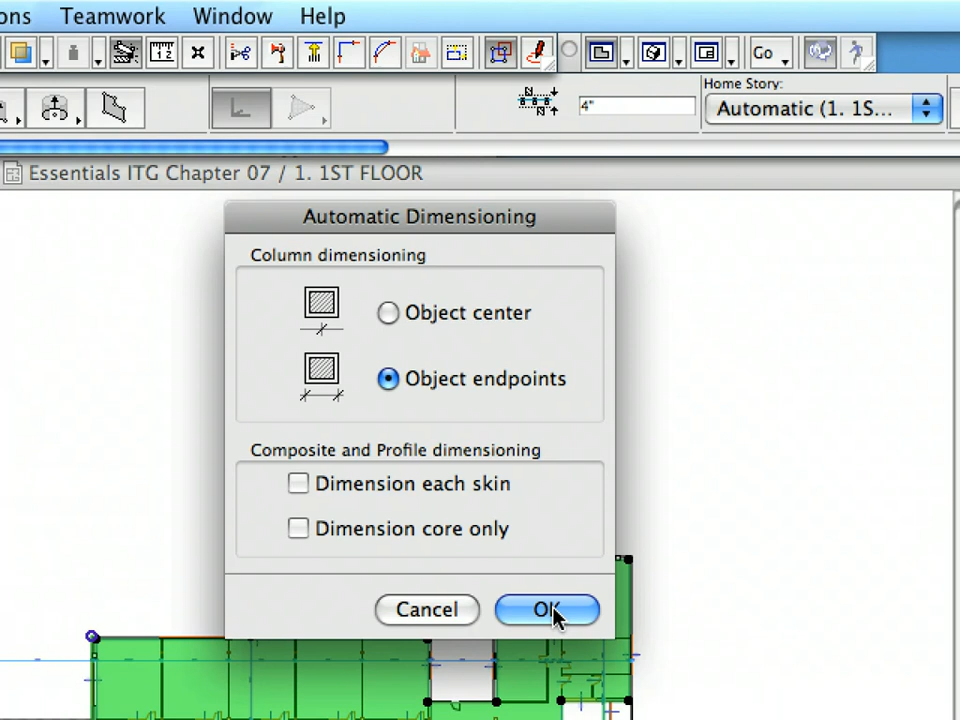 ons Teamwork Window Help
1 2
Go
Home Story:
4"
Automatic (1. 1S...
Essentials ITG Chapter 07 / 1. 1ST FLOOR
Automatic Dimensioning
Column dimensioning
Object center
Object endpoints
Composite and Profile dimensioning
Dimension each skin
Dimension core only
Cancel
OK